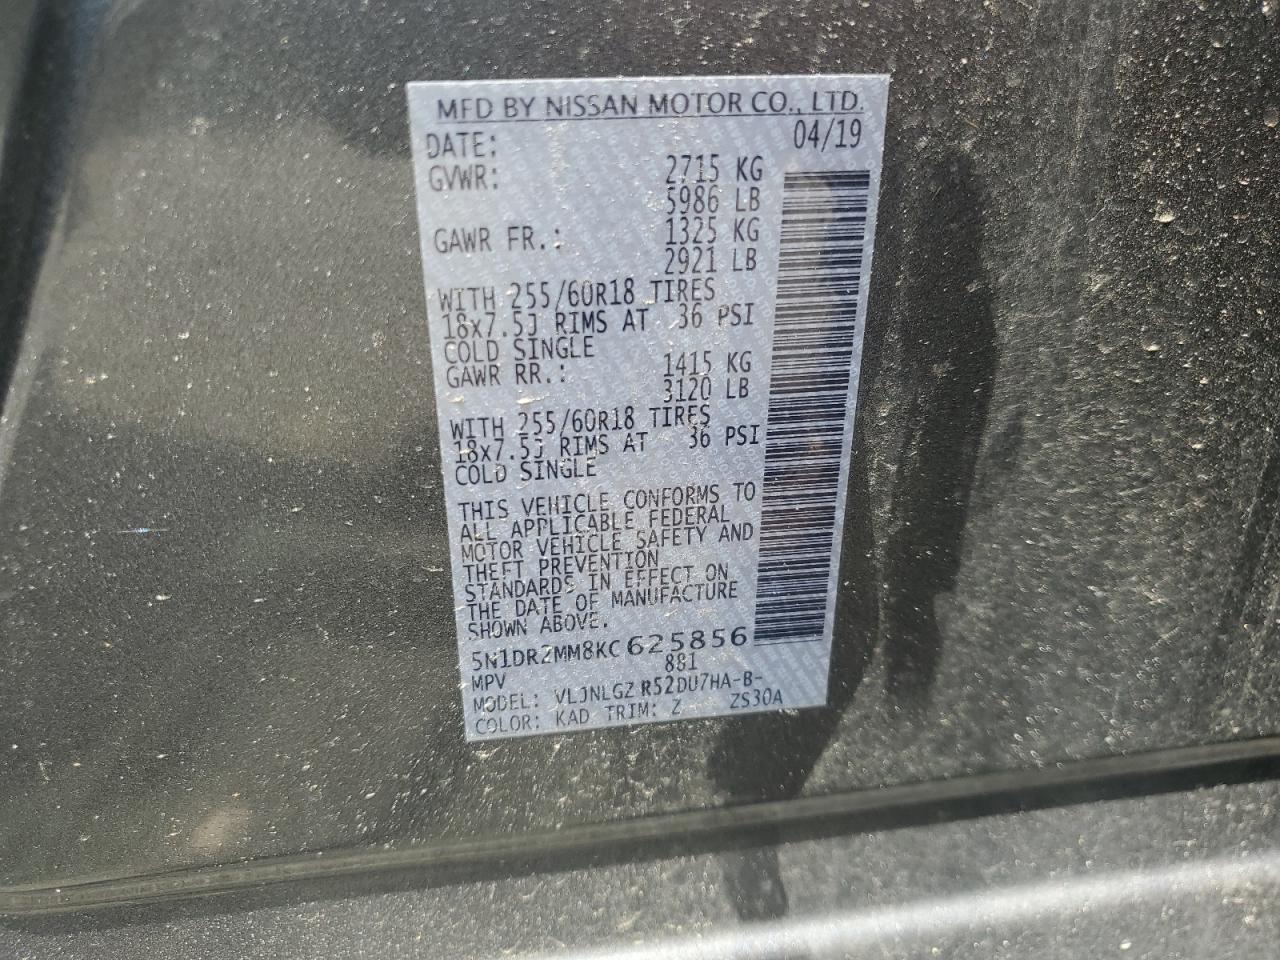 MFD BY NISSAN MOTOR CO., LTD.
DATE: 04/19
GVWR: 2715 KG
5986 LB
GAWR FR.: 1325 KG
2921 LB
WITH 255/60R18 TIRES
18x7.5J RIMS AT 36 PSI
COLD SINGLE
GAWR RR.: 1415 KG
3120 LB
WITH 255/60R18 TIRES
18x7.5J RIMS AT 36 PSI
COLD SINGLE
THIS VEHICLE CONFORMS TO
ALL APPLICABLE FEDERAL
MOTOR VEHICLE SAFETY AND
THEFT PREVENTION
STANDARDS IN EFFECT ON
THE DATE OF MANUFACTURE
SHOWN ABOVE.
5N1DR2MM8KC625856
881
MPV
MODEL: VLJNLGZ R52DU7HA-B-
COLOR: KAD TRIM: Z ZS30A